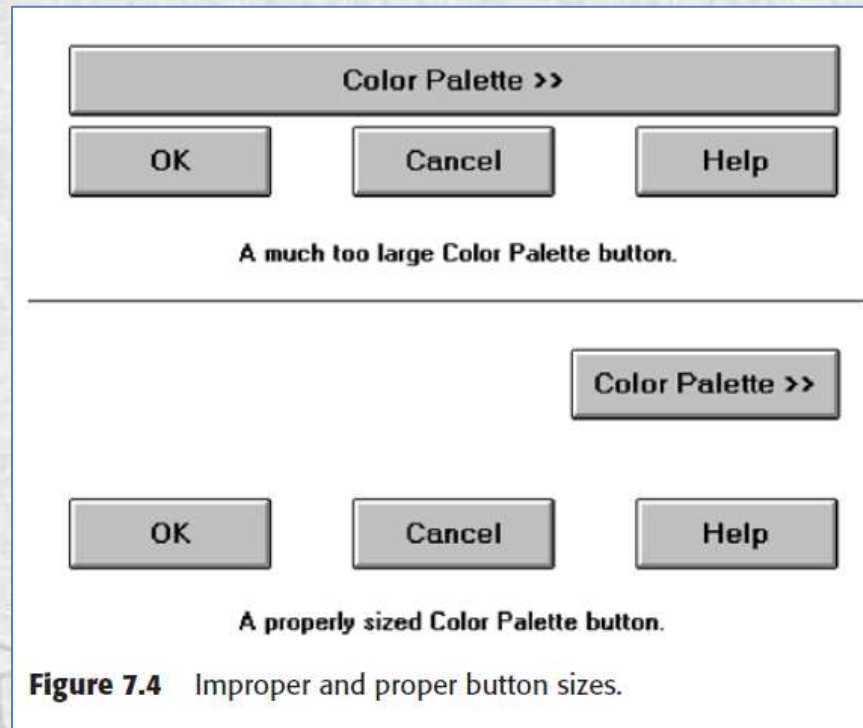 Color Palette >>
OK Cancel Help
A much too large Color Palette button.
Color Palette >>
OK Cancel Help
A properly sized Color Palette button.
Figure 7.4 Improper and proper button sizes.